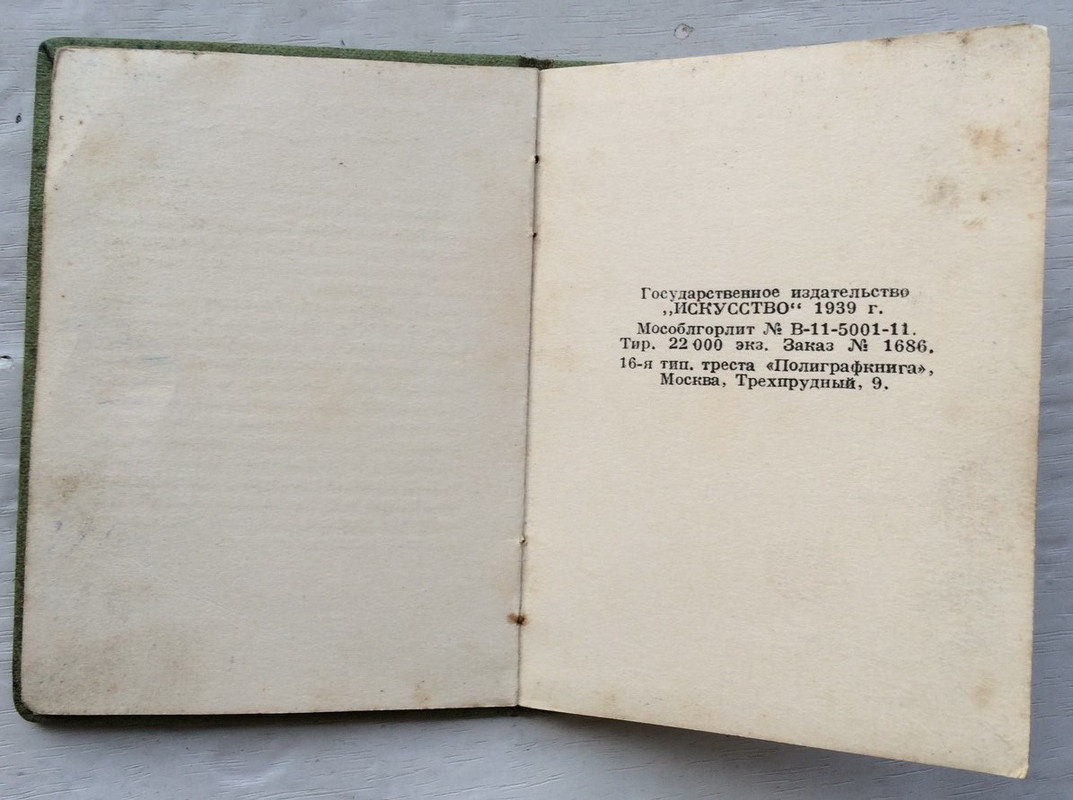 Государственное издательство
„ИСКУССТВО“ 1939 г.
Мособлгорлит № В-11-5001-11.
Тир. 22 000 экз. Заказ № 1686.
16-я тип. треста «Полиграфкнига»,
Москва, Трехпрудный, 9.